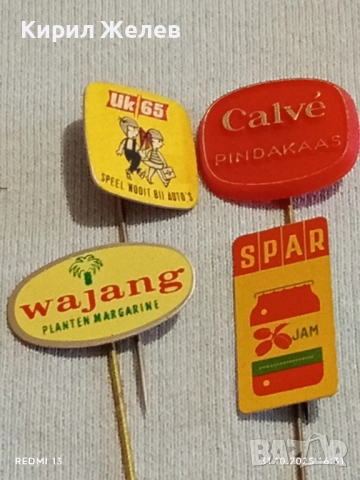 Кирил Желев
Uk 65
SPEEL NOOIT BIJ AUTO'S
Calvé
PINDAKAAS
wajang
PLANTEN MARGARINE
SPAR
JAM
REDMI 13